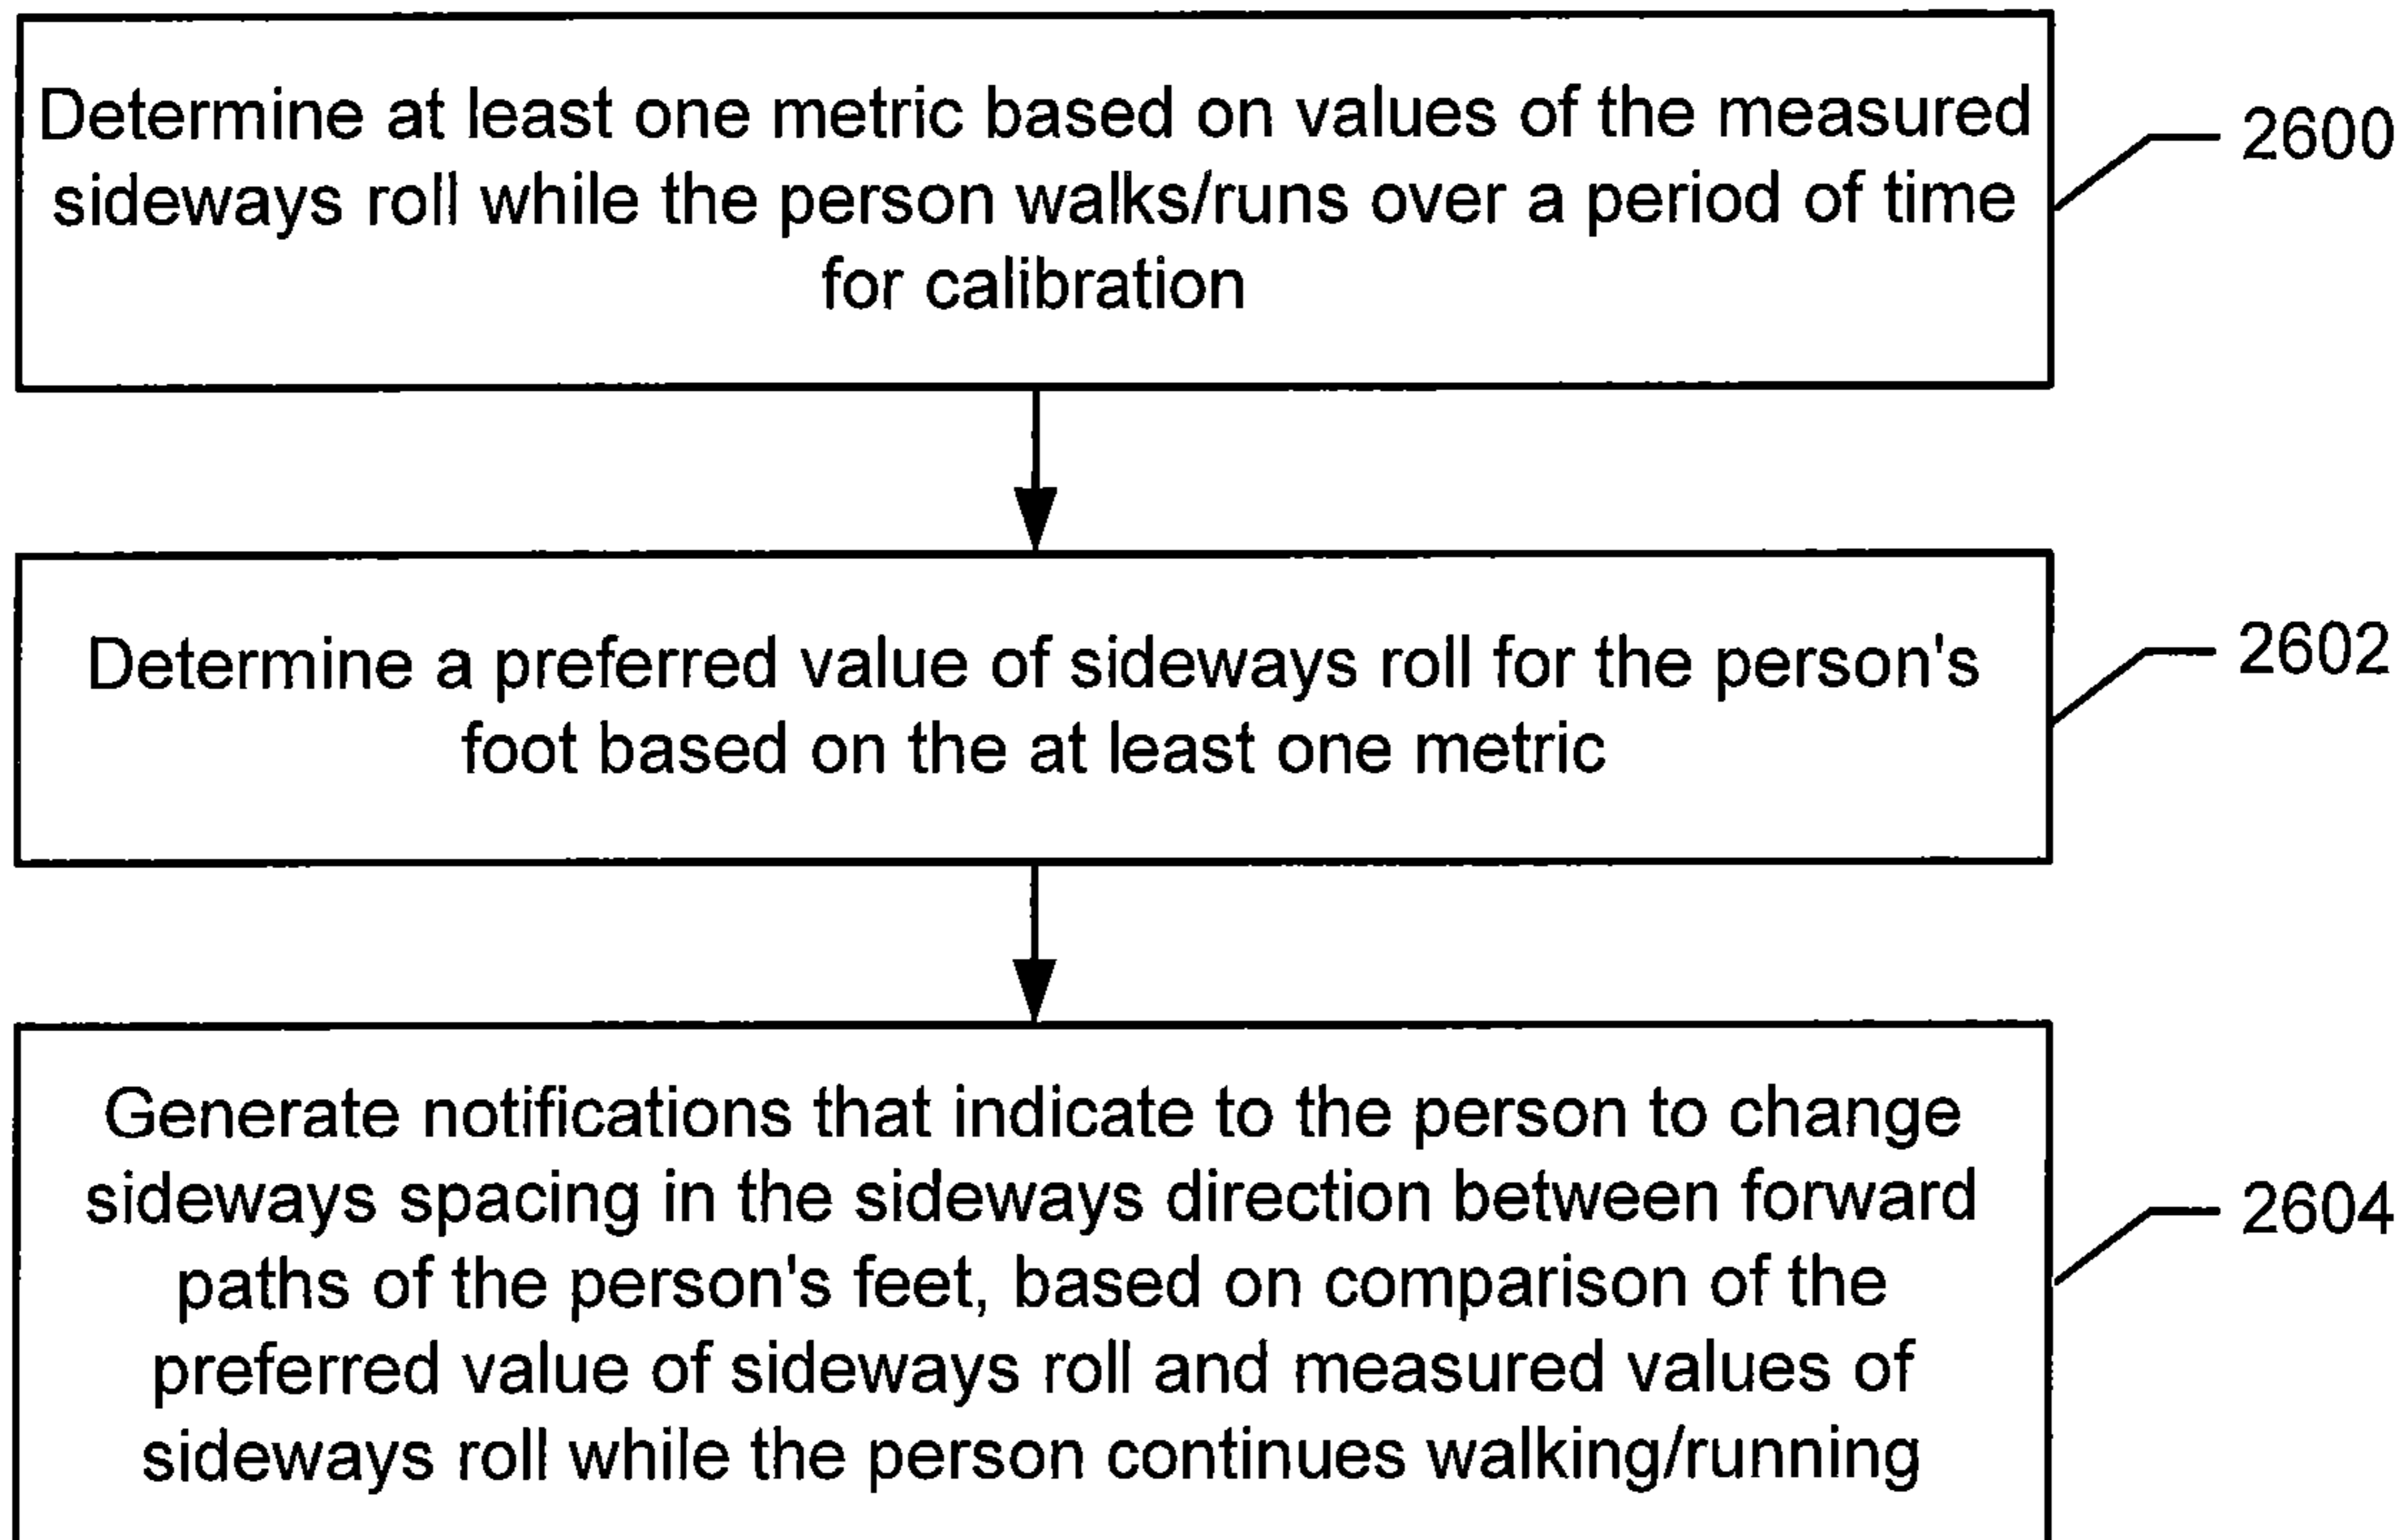 Determine at least one metric based on values of the measured
sideways roll while the person walks/runs over a period of time
for calibration
2600
Determine a preferred value of sideways roll for the person's
foot based on the at least one metric
2602
Generate notifications that indicate to the person to change
sideways spacing in the sideways direction between forward
paths of the person's feet, based on comparison of the
preferred value of sideways roll and measured values of
sideways roll while the person continues walking/running
2604